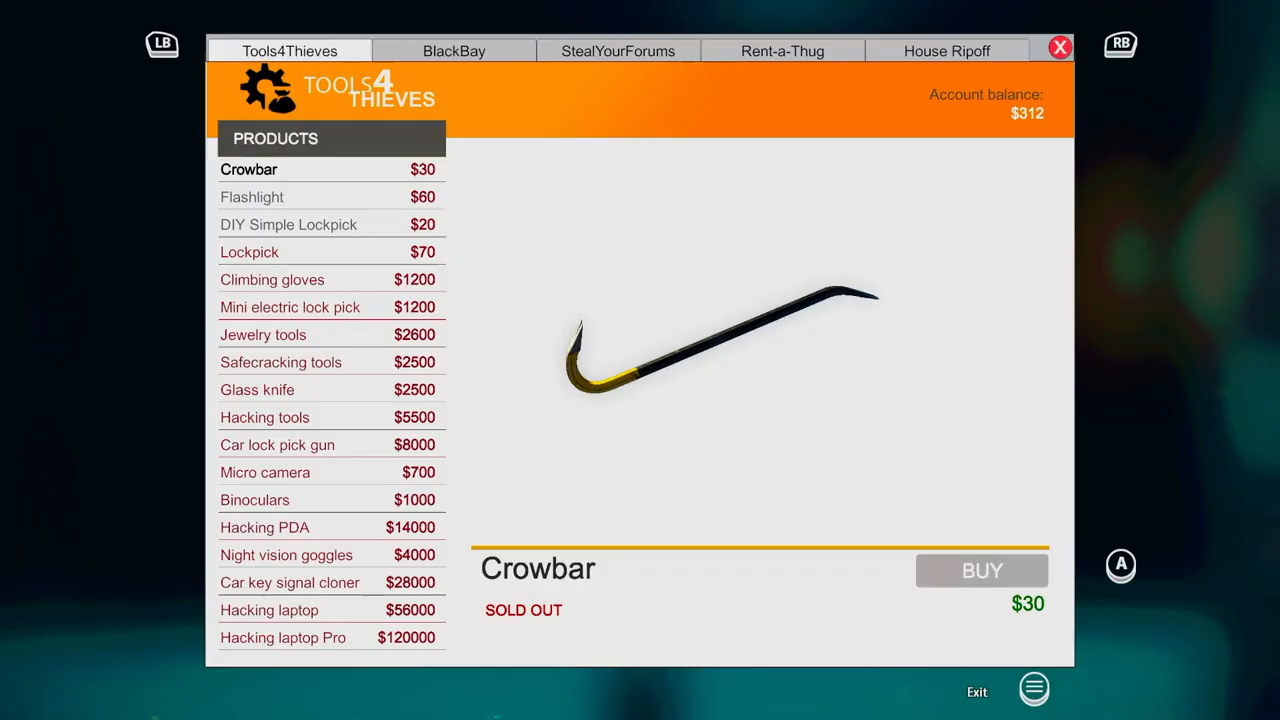 LB
RB
Tools4Thieves BlackBay StealYourForums Rent-a-Thug House Ripoff X
TOOLS4
THIEVES
Account balance:
$312
PRODUCTS
Crowbar $30
Flashlight $60
DIY Simple Lockpick $20
Lockpick $70
Climbing gloves $1200
Mini electric lock pick $1200
Jewelry tools $2600
Safecracking tools $2500
Glass knife $2500
Hacking tools $5500
Car lock pick gun $8000
Micro camera $700
Binoculars $1000
Hacking PDA $14000
Night vision goggles $4000
Car key signal cloner $28000
Hacking laptop $56000
Hacking laptop Pro $120000
Crowbar
BUY
A
SOLD OUT
$30
Exit